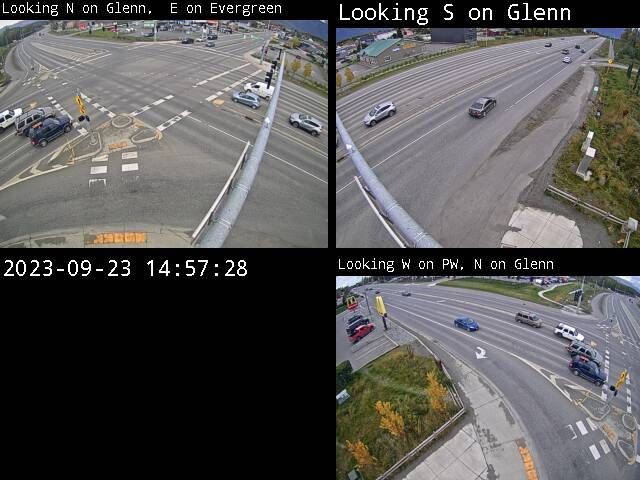 Looking N on Glenn, E on Evergreen
Looking S on Glenn
2023-09-23 14:57:28
Looking W on PW, N on Glenn